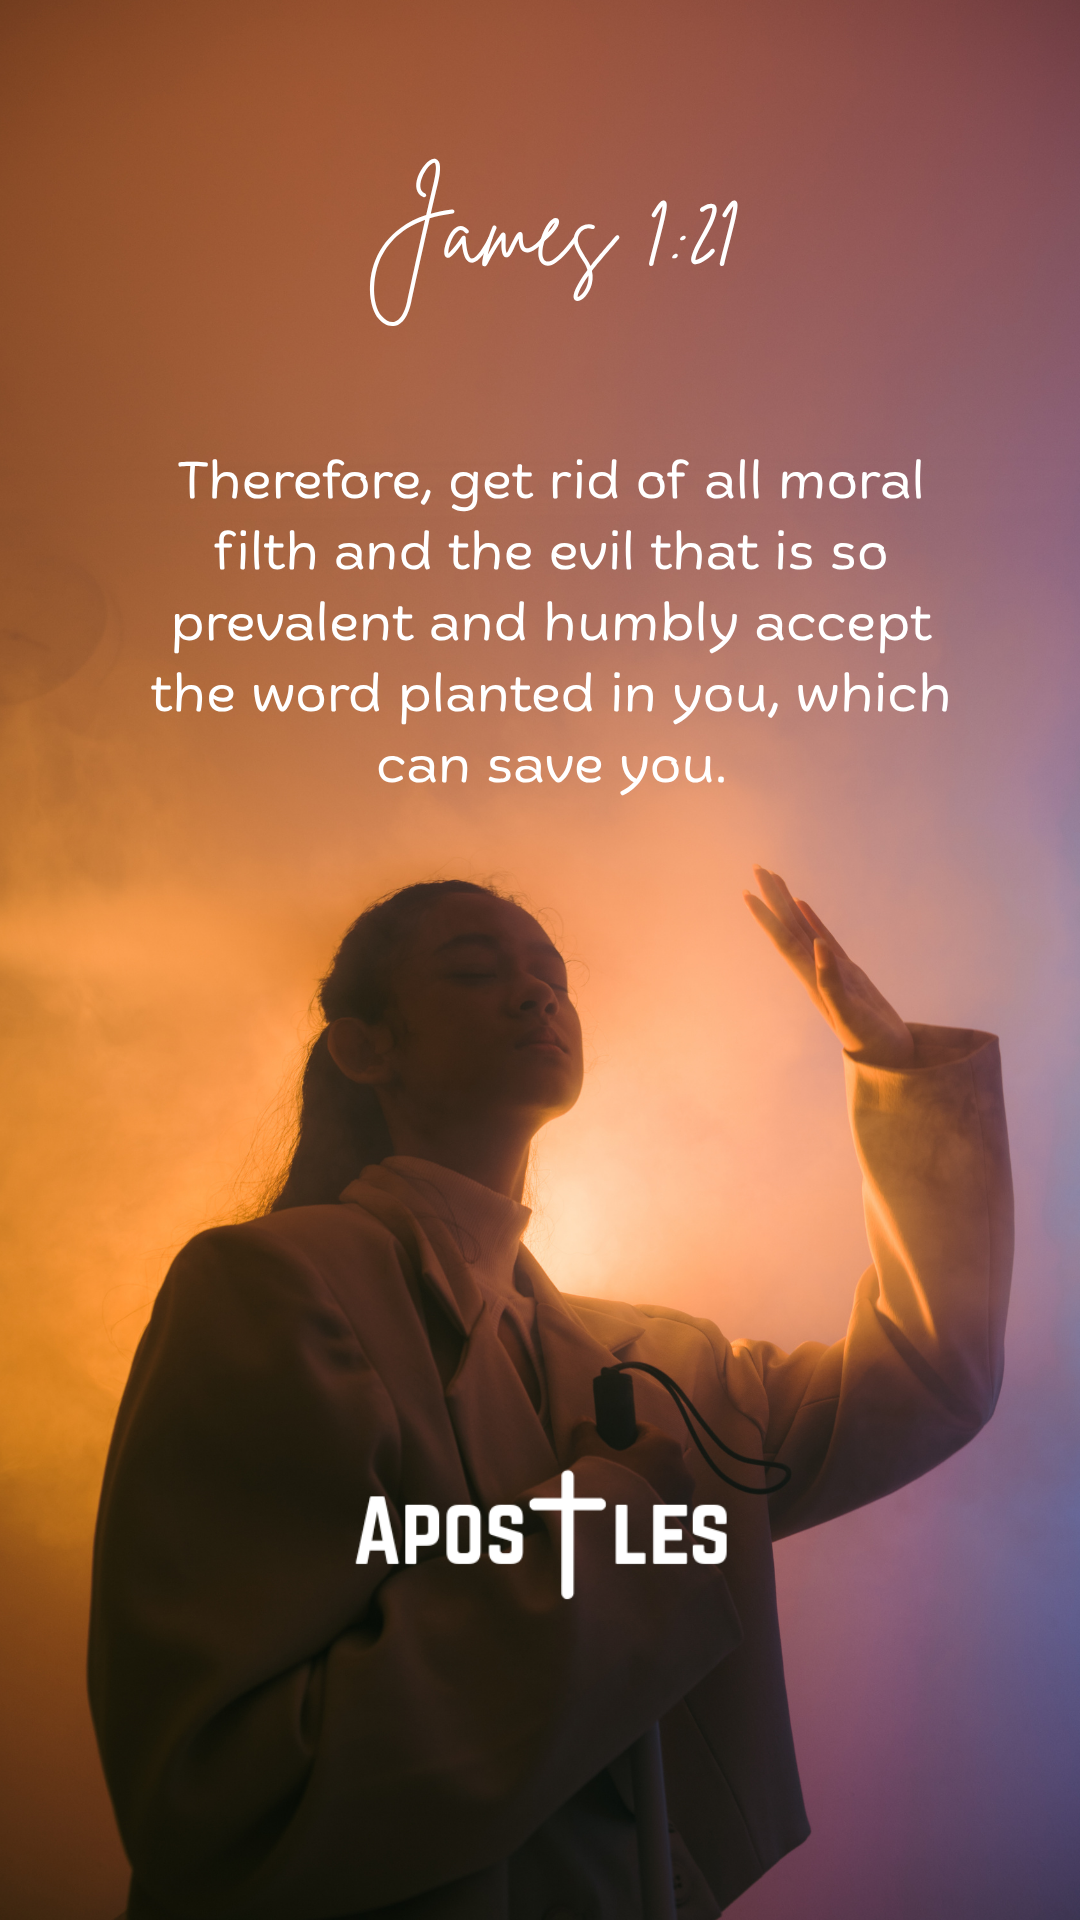 James 1:21
Therefore, get rid of all moral
filth and the evil that is so
prevalent and humbly accept
the word planted in you, which
can save you.
APOSTLES